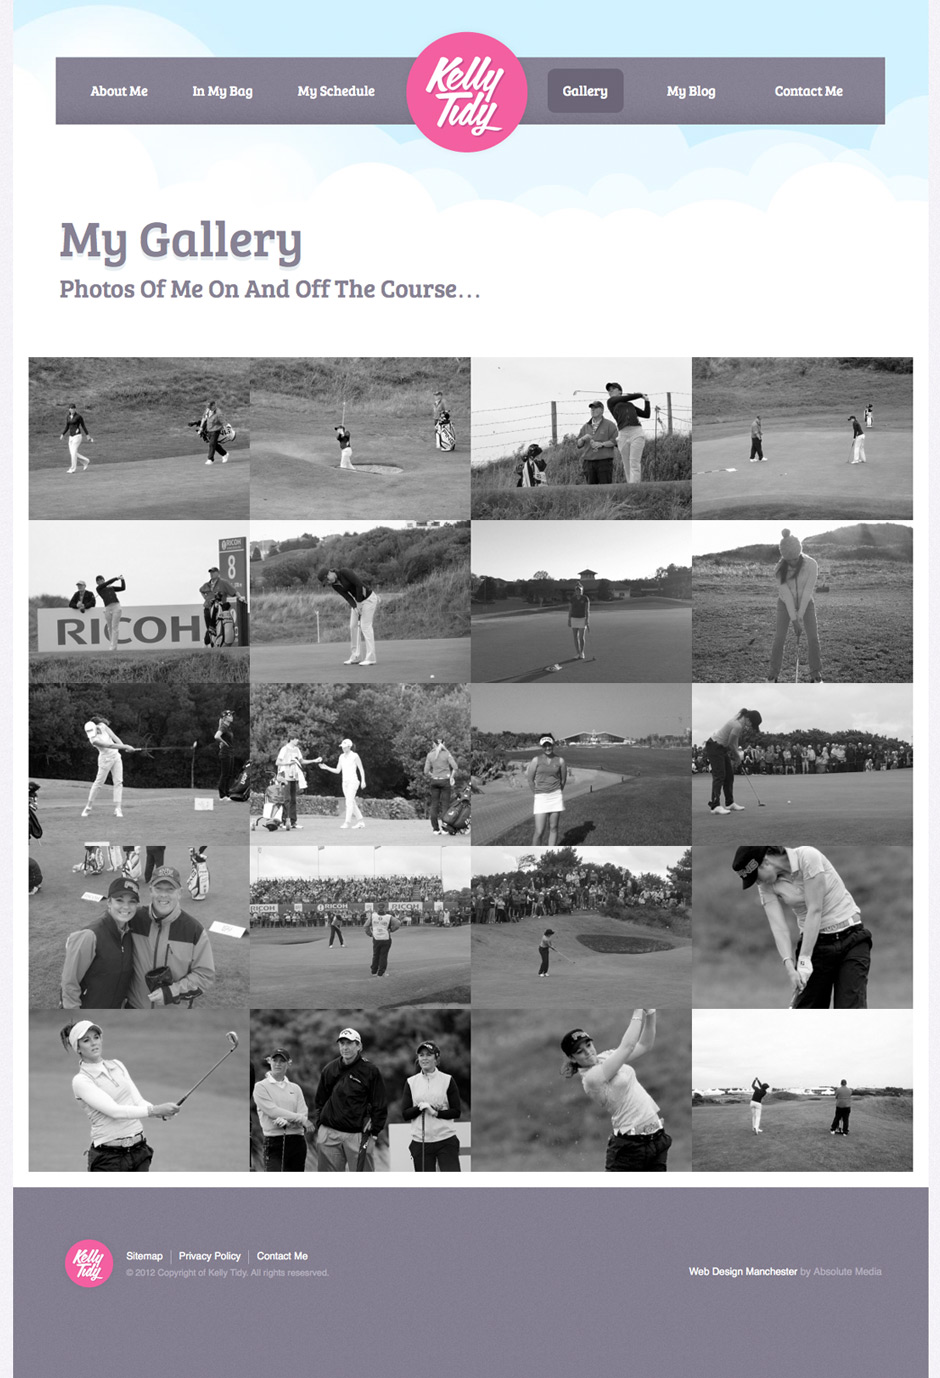 About Me In My Bag My Schedule Kelly Tidy Gallery My Blog Contact Me
My Gallery
Photos Of Me On And Off The Course...
RICOH
8
RICOH
RICOH RICOH
PING
Kelly Tidy
Sitemap Privacy Policy Contact Me
© 2012 Copyright of Kelly Tidy. All rights resesrved.
Web Design Manchester by Absolute Media